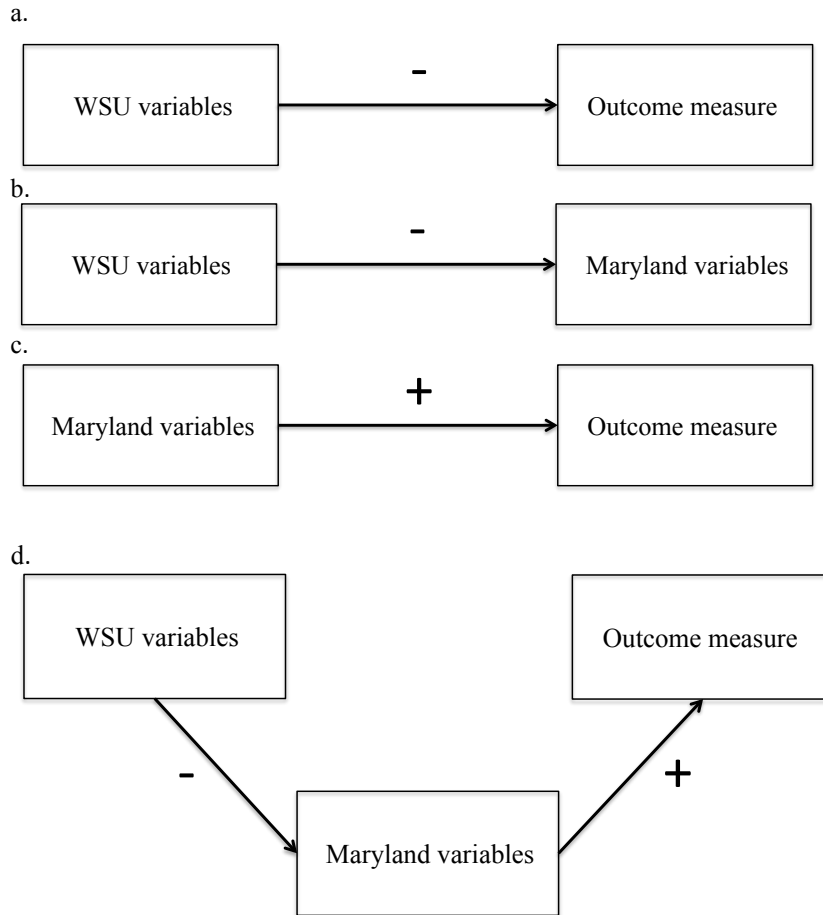 a.
-
WSU variables Outcome measure
b.
-
WSU variables Maryland variables
c.
+
Maryland variables Outcome measure
d.
WSU variables Outcome measure
- +
Maryland variables